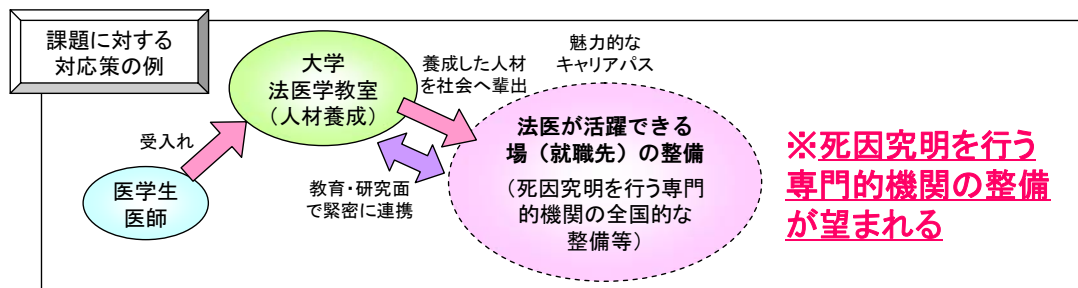 課題に対する
対応策の例
大学
法医学教室
（人材養成）
養成した人材
を社会へ輩出
魅力的な
キャリアパス
受入れ
医学生
医師
教育・研究面
で緊密に連携
法医が活躍できる
場（就職先）の整備
（死因究明を行う専門
的機関の全国的な
整備等）
※死因究明を行う
専門的機関の整備
が望まれる